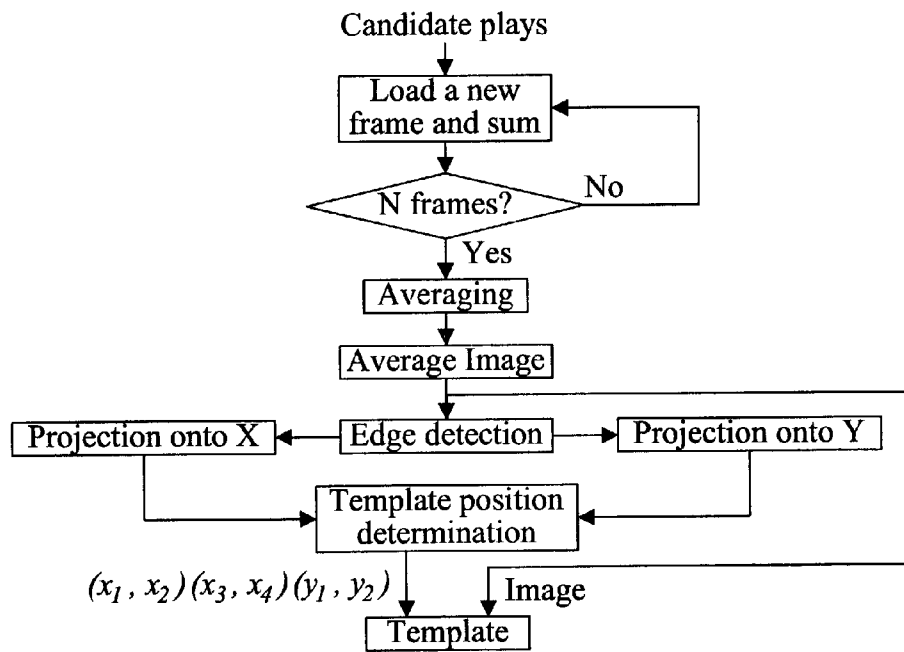 Candidate plays
Load a new
frame and sum
N frames?
No
Yes
Averaging
Average Image
Projection onto X
Edge detection
Projection onto Y
Template position
determination
(x₁, x₂)(x₃, x₄)(y₁, y₂)
Image
Template